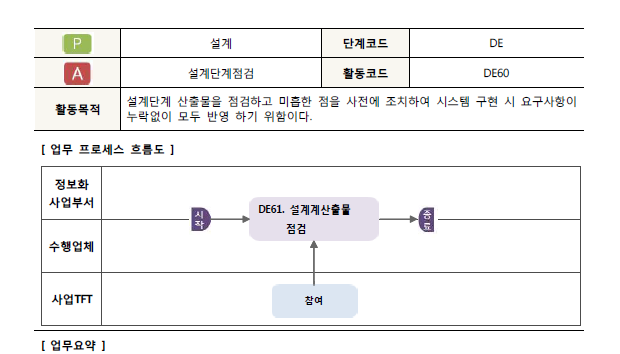 P 설계 단계코드 DE
A 설계단계점검 활동코드 DE60
활동목적
설계단계 산출물을 점검하고 미흡한 점을 사전에 조치하여 시스템 구현 시 요구사항이
누락없이 모두 반영 하기 위함이다.
[ 업무 프로세스 흐름도 ]
정보화
사업부서
시
작
DE61. 설계계산출물
점검
종
료
수행업체
사업TFT
참여
[ 업무요약 ]